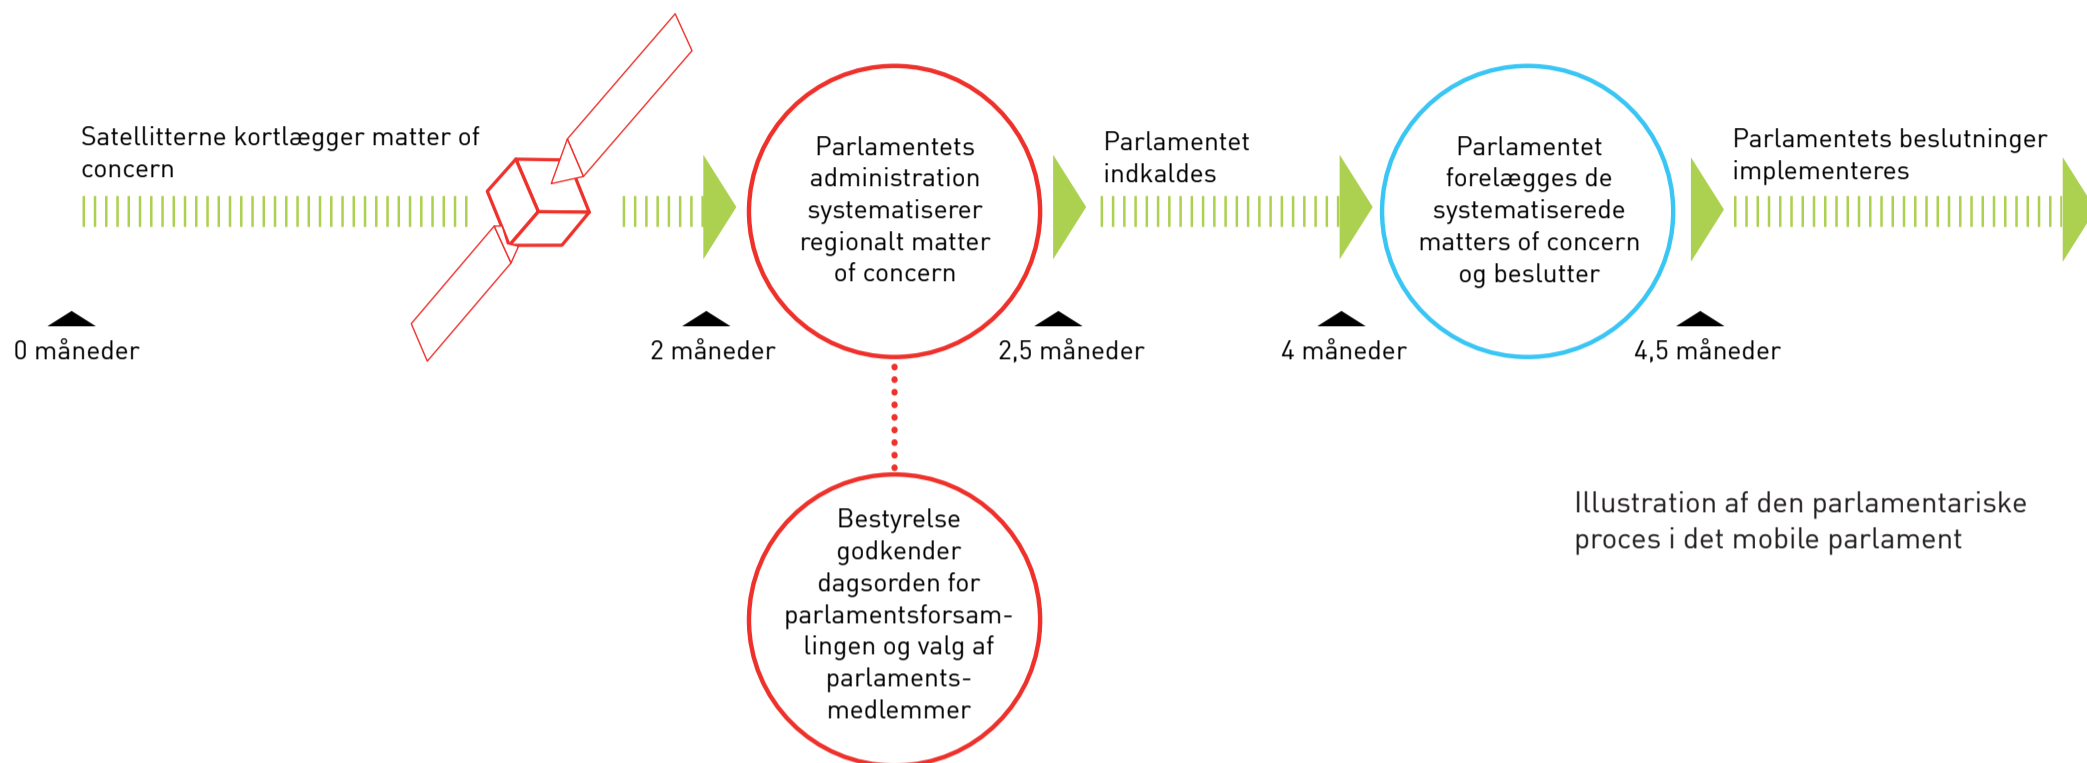 Satellitterne kortlægger matter of
concern
Parlamentets
administration
systematiserer
regionalt matter
of concern
Parlamentet
indkaldes
Parlamentet
forelægges de
systematiserede
matters of concern
og beslutter
Parlamentets beslutninger
implementeres
0 måneder
2 måneder
2,5 måneder
4 måneder
4,5 måneder
Bestyrelse
godkender
dagsorden for
parlamentsforsam-
lingen og valg af
parlaments-
medlemmer
Illustration af den parlamentariske
proces i det mobile parlament